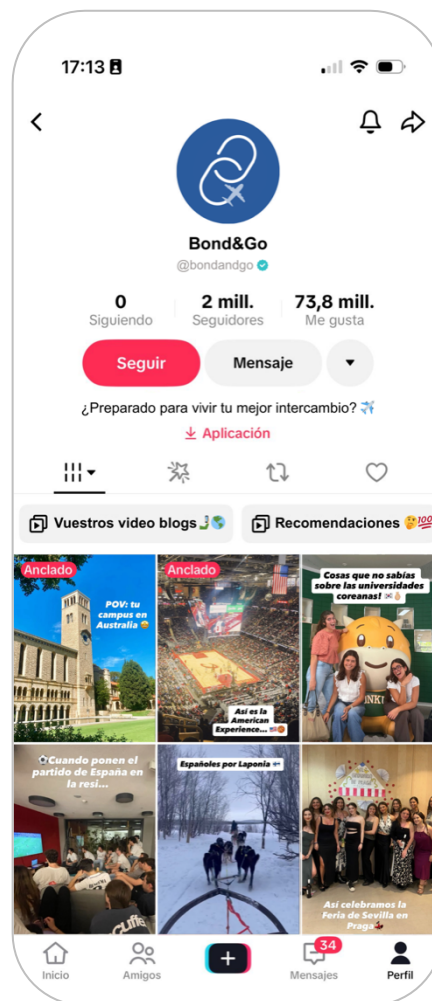 17:13
Bond&Go
@bondandgo
0
Siguiendo
2 mill.
Seguidores
73,8 mill.
Me gusta
Seguir
Mensaje
¿Preparado para vivir tu mejor intercambio? ✈️
Aplicación
Vuestros video blogs🤳🌎
Recomendaciones 🤔💯
Anclado
POV: tu
campus en
Australia 🤩
Anclado
Así es la
American
Experience... 🇺🇸🏀
Cosas que no sabías
sobre las universidades
coreanas! 🇰🇷🫰🏼
⚽Cuando ponen el
partido de España en
la resi...
Españoles por Laponia 🇫🇮
Así celebramos la
Feria de Sevilla en
Praga💃
Inicio
Amigos
34
Mensajes
Perfil